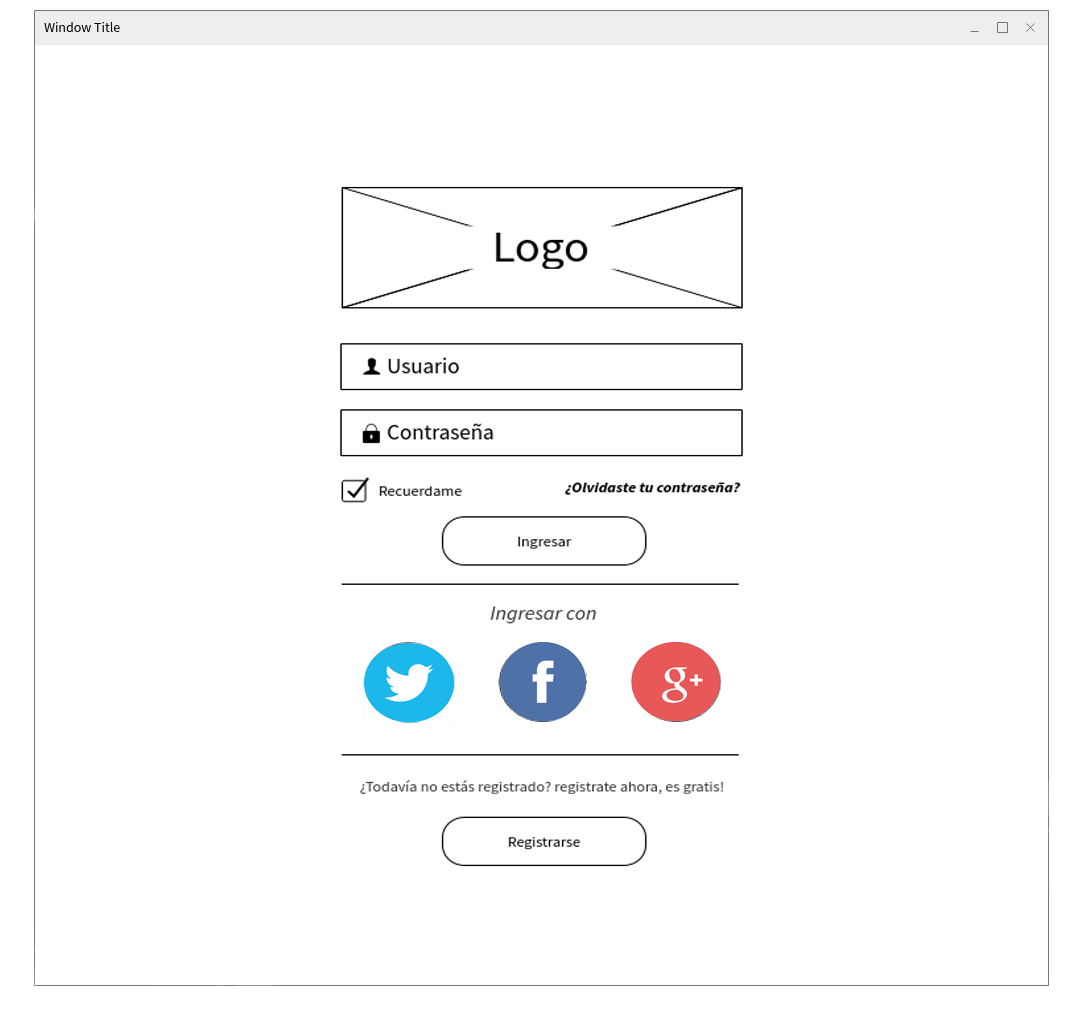 Window Title
Logo
Usuario
Contraseña
Recuerdame
¿Olvidaste tu contraseña?
Ingresar
Ingresar con
f
g+
¿Todavía no estás registrado? registrate ahora, es gratis!
Registrarse